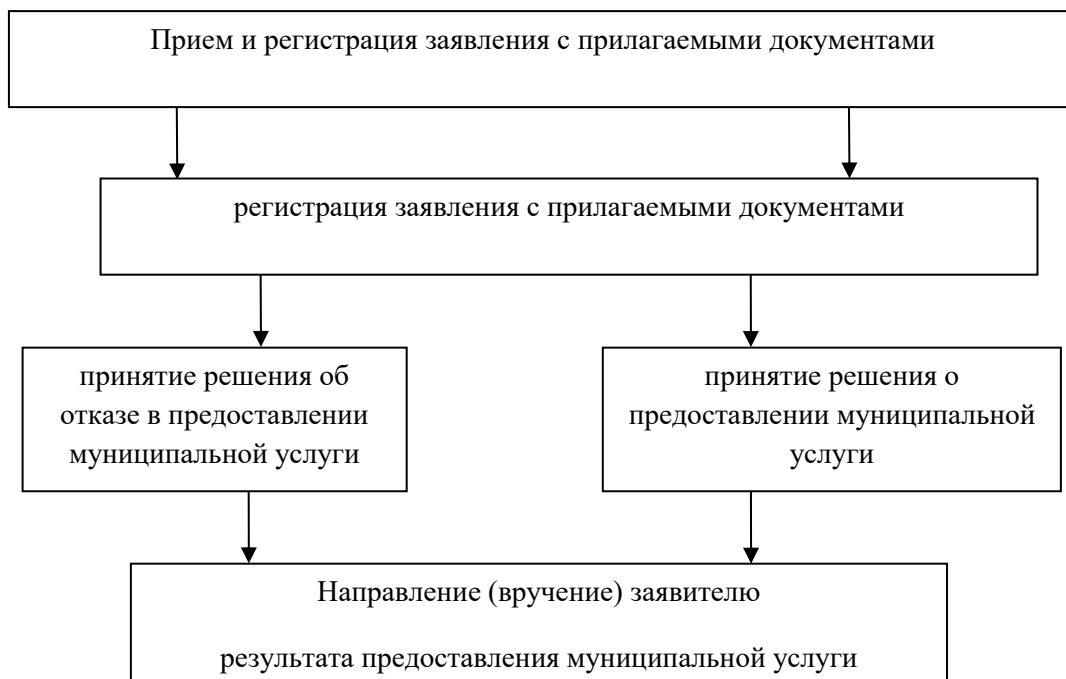 Прием и регистрация заявления с прилагаемыми документами
регистрация заявления с прилагаемыми документами
принятие решения об
отказе в предоставлении
муниципальной услуги
принятие решения о
предоставлении муниципальной
услуги
Направление (вручение) заявителю
результата предоставления муниципальной услуги